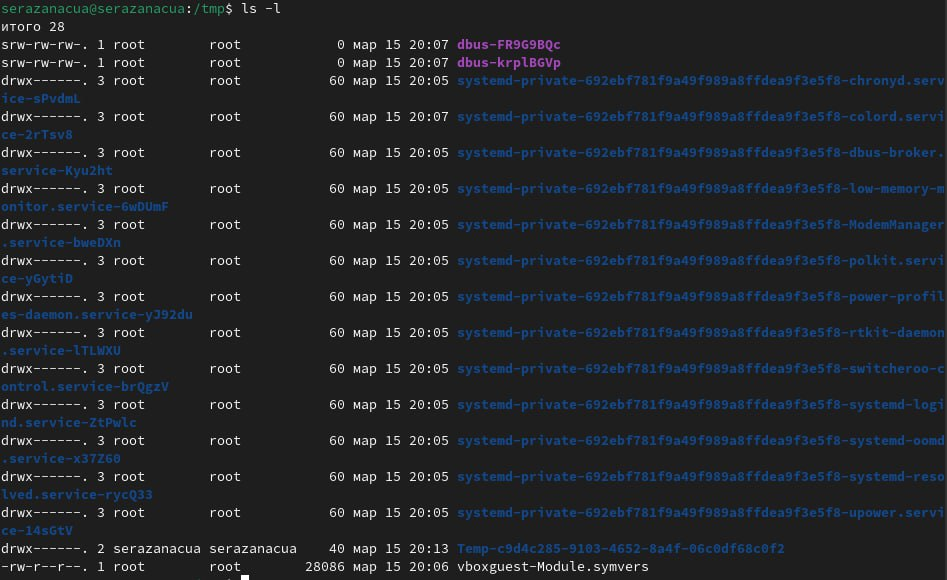 serazanacua@serazanacua:/tmp$ ls -l
итого 28
srw-rw-rw-. 1 root        root            0 мар 15 20:07 dbus-FR9G9BQc
srw-rw-rw-. 1 root        root            0 мар 15 20:07 dbus-krplBGVp
drwx------. 3 root        root           60 мар 15 20:05 systemd-private-692ebf781f9a49f989a8ffdea9f3e5f8-chronyd.serv
ice-sPvdmL
drwx------. 3 root        root           60 мар 15 20:07 systemd-private-692ebf781f9a49f989a8ffdea9f3e5f8-colord.servi
ce-2rTsv8
drwx------. 3 root        root           60 мар 15 20:05 systemd-private-692ebf781f9a49f989a8ffdea9f3e5f8-dbus-broker.
service-Kyu2ht
drwx------. 3 root        root           60 мар 15 20:05 systemd-private-692ebf781f9a49f989a8ffdea9f3e5f8-low-memory-m
onitor.service-6wDUmF
drwx------. 3 root        root           60 мар 15 20:05 systemd-private-692ebf781f9a49f989a8ffdea9f3e5f8-ModemManager
.service-bweDXn
drwx------. 3 root        root           60 мар 15 20:05 systemd-private-692ebf781f9a49f989a8ffdea9f3e5f8-polkit.servi
ce-yGytiD
drwx------. 3 root        root           60 мар 15 20:05 systemd-private-692ebf781f9a49f989a8ffdea9f3e5f8-power-profil
es-daemon.service-yJ92du
drwx------. 3 root        root           60 мар 15 20:05 systemd-private-692ebf781f9a49f989a8ffdea9f3e5f8-rtkit-daemon
.service-lTLWXU
drwx------. 3 root        root           60 мар 15 20:05 systemd-private-692ebf781f9a49f989a8ffdea9f3e5f8-switcheroo-c
ontrol.service-brQgzV
drwx------. 3 root        root           60 мар 15 20:05 systemd-private-692ebf781f9a49f989a8ffdea9f3e5f8-systemd-logi
nd.service-ZtPwlc
drwx------. 3 root        root           60 мар 15 20:05 systemd-private-692ebf781f9a49f989a8ffdea9f3e5f8-systemd-oomd
.service-x37Z60
drwx------. 3 root        root           60 мар 15 20:05 systemd-private-692ebf781f9a49f989a8ffdea9f3e5f8-systemd-reso
lved.service-rycQ33
drwx------. 3 root        root           60 мар 15 20:05 systemd-private-692ebf781f9a49f989a8ffdea9f3e5f8-upower.servi
ce-14sGtV
drwx------. 2 serazanacua serazanacua    40 мар 15 20:13 Temp-c9d4c285-9103-4652-8a4f-06c0df68c0f2
-rw-r--r--. 1 root        root        28086 мар 15 20:06 vboxguest-Module.symvers